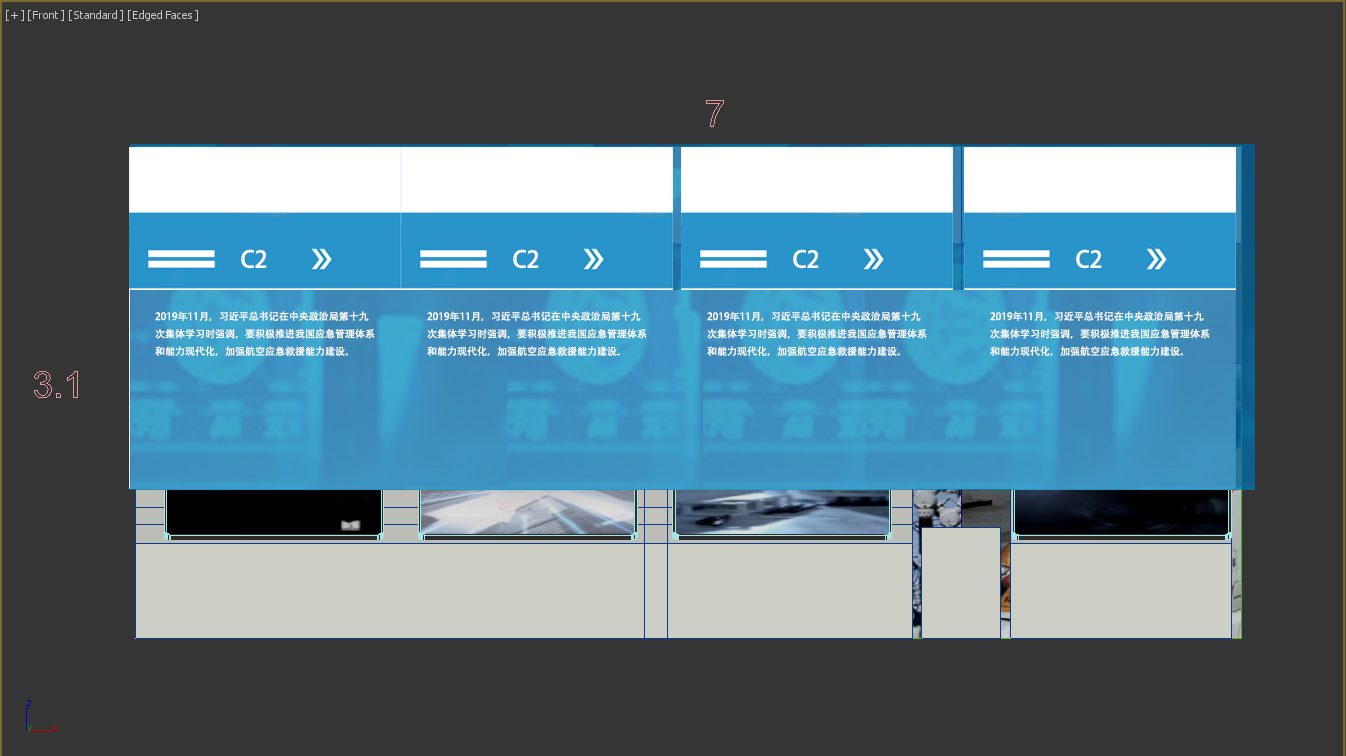 [+] [Front] [Standard] [Edged Faces]
7
C2 »
C2 »
C2 »
C2 »
2019年11月，习近平总书记在中央政治局第十九
次集体学习时强调，要积极推进我国应急管理体系
和能力现代化，加强航空应急救援能力建设。
2019年11月，习近平总书记在中央政治局第十九
次集体学习时强调，要积极推进我国应急管理体系
和能力现代化，加强航空应急救援能力建设。
2019年11月，习近平总书记在中央政治局第十九
次集体学习时强调，要积极推进我国应急管理体系
和能力现代化，加强航空应急救援能力建设。
2019年11月，习近平总书记在中央政治局第十九
次集体学习时强调，要积极推进我国应急管理体系
和能力现代化，加强航空应急救援能力建设。
3.1
z
x